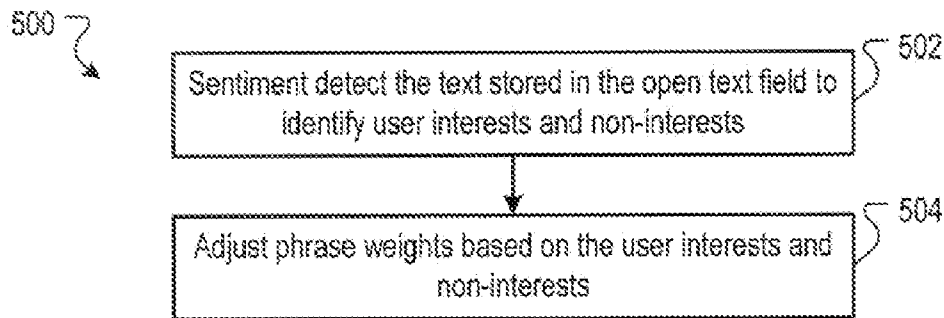 500
502
Sentiment detect the text stored in the open text field to
identify user interests and non-interests
504
Adjust phrase weights based on the user interests and
non-interests